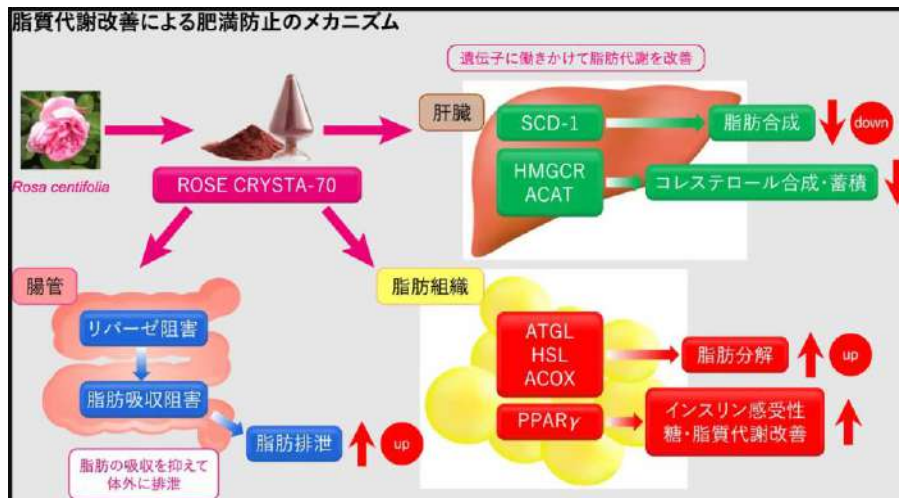 脂質代謝改善による肥満防止のメカニズム
遺伝子に働きかけて脂肪代謝を改善
肝臓
SCD-1
脂肪合成
down
HMGCR
ACAT
コレステロール合成・蓄積
Rosa centifolia
ROSE CRYSTA-70
腸管
リパーゼ阻害
脂肪吸収阻害
脂肪排泄
up
脂肪の吸収を抑えて
体外に排泄
脂肪組織
ATGL
HSL
ACOX
脂肪分解
up
PPARγ
インスリン感受性
糖・脂質代謝改善